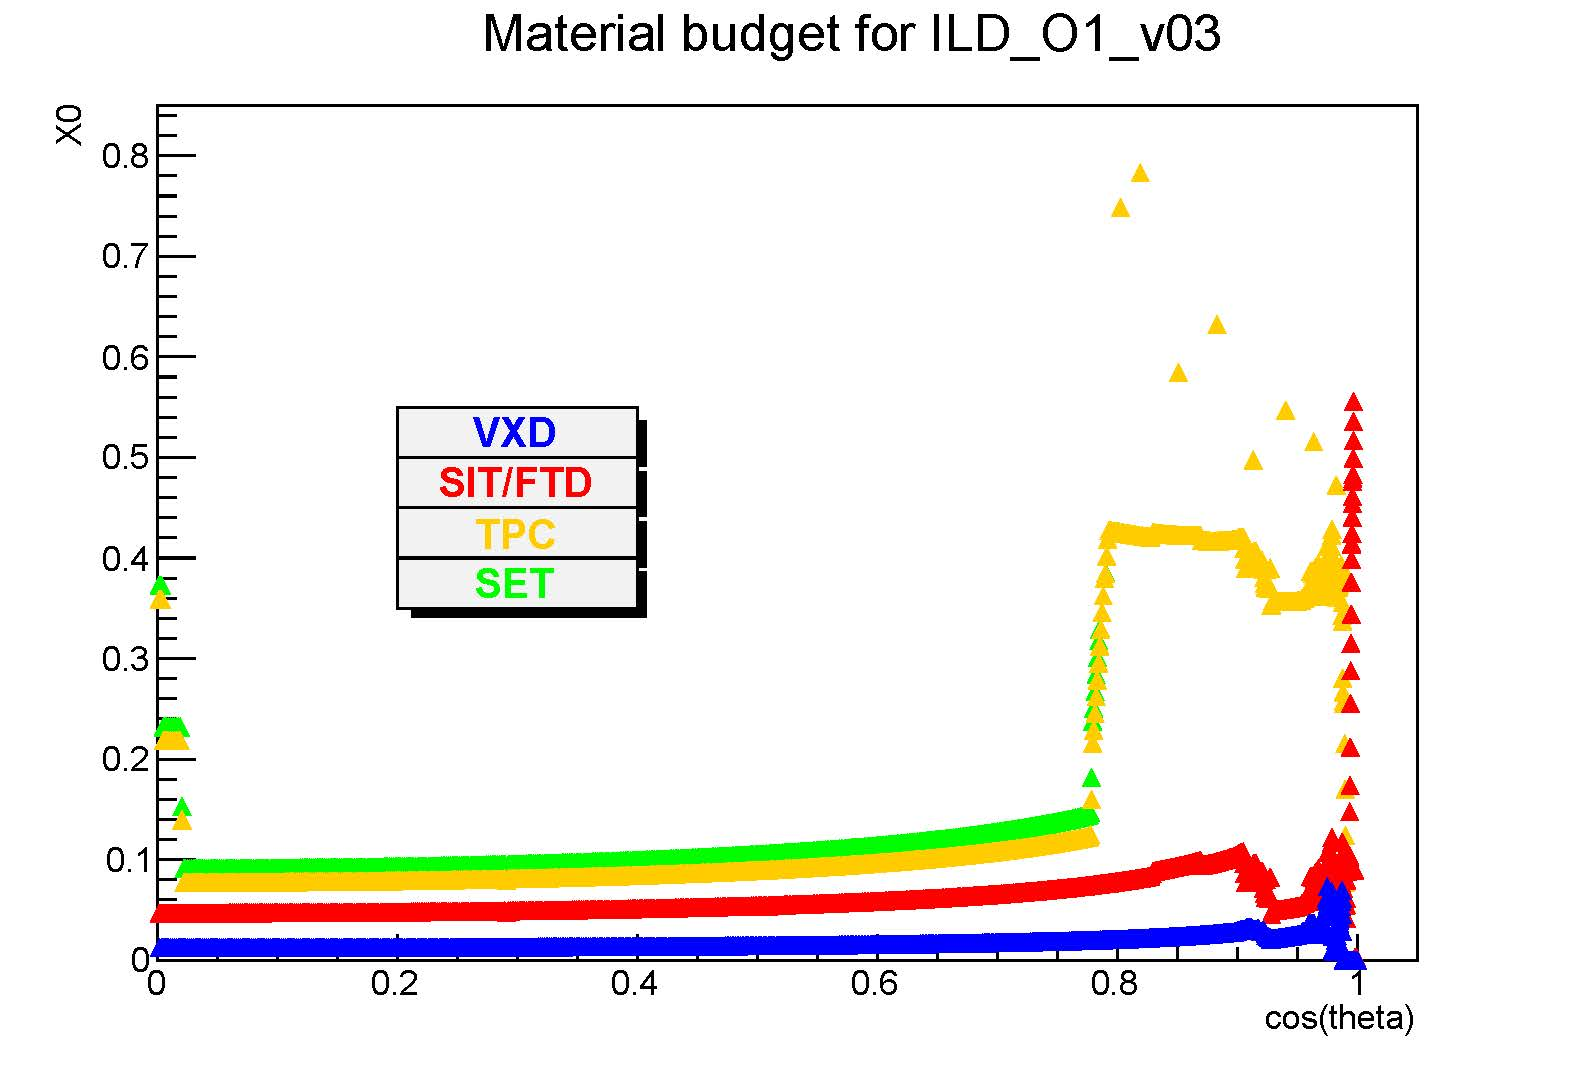 Material budget for ILD_O1_v03
X0
0.8
0.7
0.6
0.5
0.4
0.3
0.2
0.1
0
VXD
SIT/FTD
TPC
SET
0 0.2 0.4 0.6 0.8 1
cos(theta)